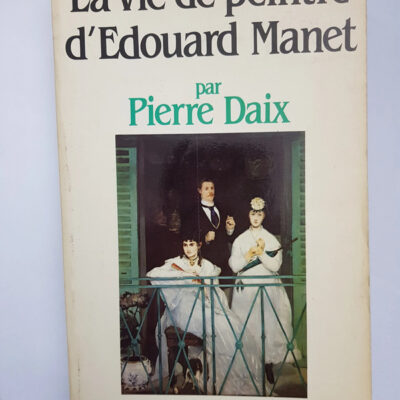 La vie de peintre
d'Edouard Manet
par
Pierre Daix